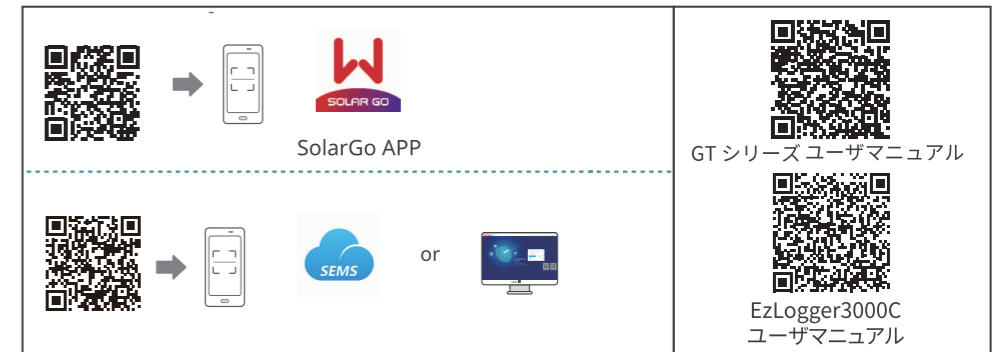 SOLAR GO
SolarGo APP
SEMS
or
GT シリーズ ユーザマニュアル
EzLogger3000C
ユーザマニュアル